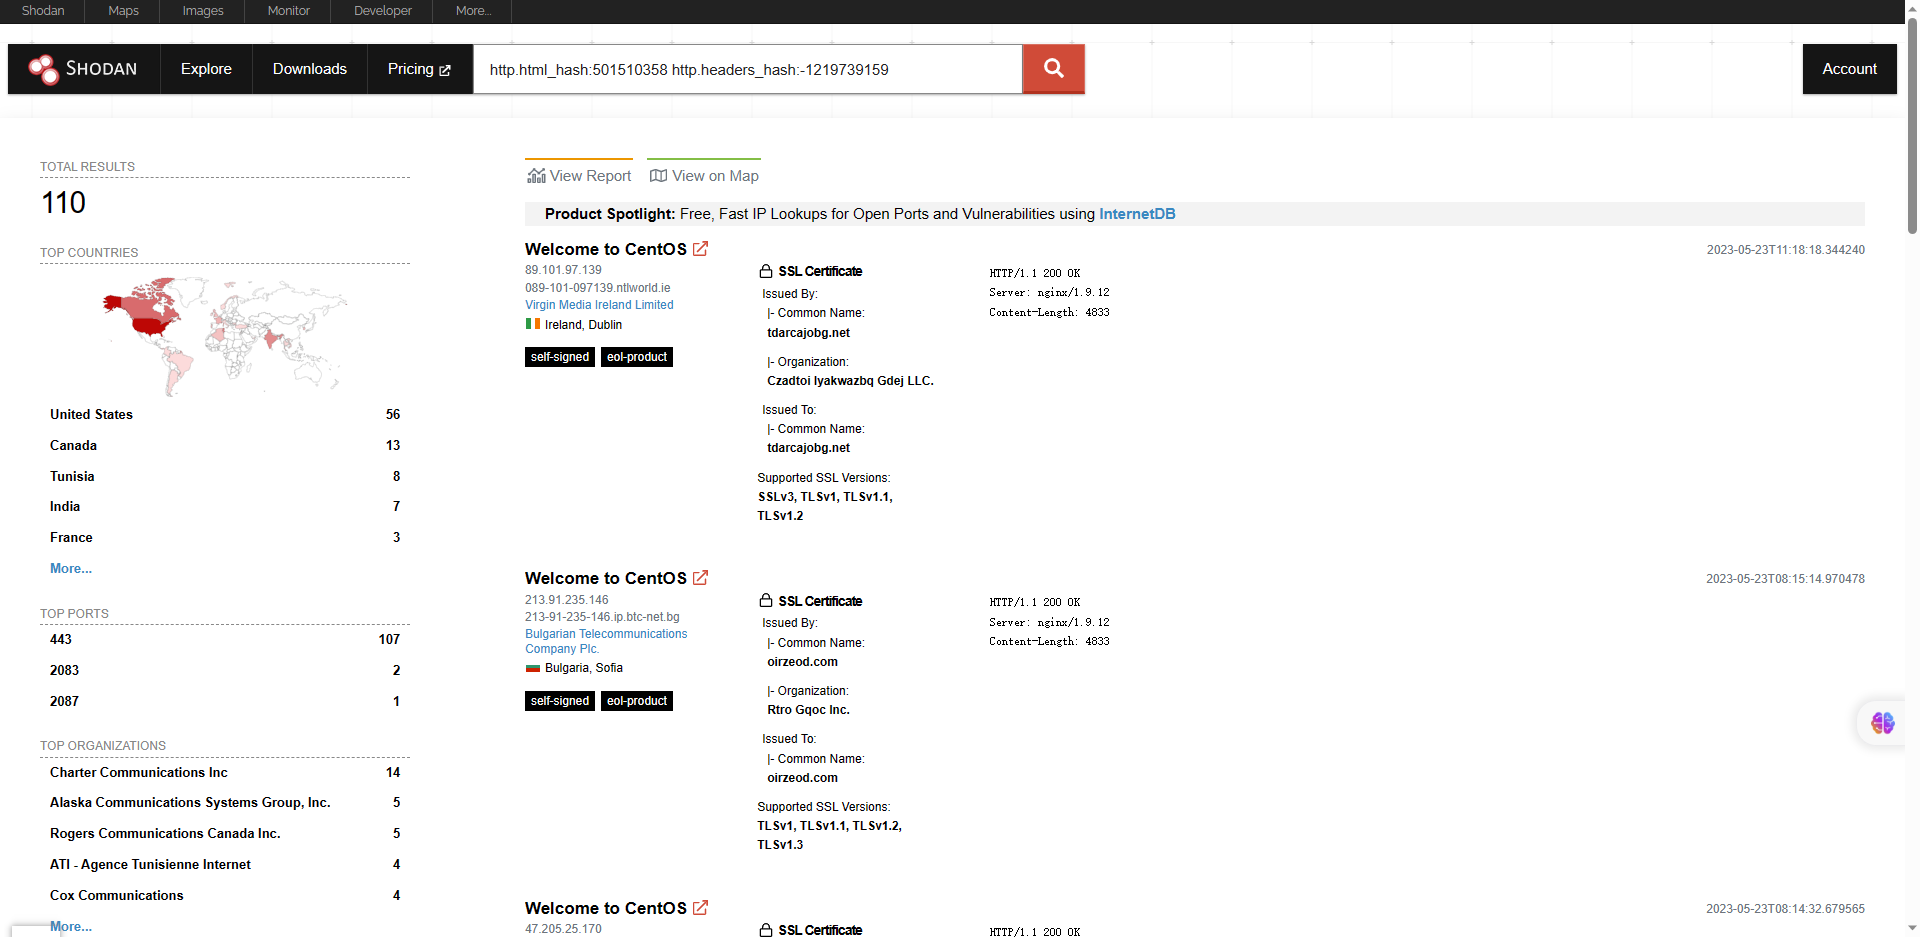 Shodan Maps Images Monitor Developer More...
SHODAN Explore Downloads Pricing http.html_hash:501510358 http.headers_hash:-1219739159 Account
TOTAL RESULTS
110
TOP COUNTRIES
United States 56
Canada 13
Tunisia 8
India 7
France 3
More...
TOP PORTS
443 107
2083 2
2087 1
TOP ORGANIZATIONS
Charter Communications Inc 14
Alaska Communications Systems Group, Inc. 5
Rogers Communications Canada Inc. 5
ATI - Agence Tunisienne Internet 4
Cox Communications 4
More...
View Report View on Map
Product Spotlight: Free, Fast IP Lookups for Open Ports and Vulnerabilities using InternetDB
Welcome to CentOS
2023-05-23T11:18:18.344240
89.101.97.139
089-101-097139.ntlworld.ie
Virgin Media Ireland Limited
Ireland, Dublin
self-signed eol-product
SSL Certificate
Issued By:
|- Common Name:
tdarcajobg.net
|- Organization:
Czadtoi Iyakwazbq Gdej LLC.
Issued To:
|- Common Name:
tdarcajobg.net
Supported SSL Versions:
SSLv3, TLSv1, TLSv1.1,
TLSv1.2
HTTP/1.1 200 OK
Server: nginx/1.9.12
Content-Length: 4833
Welcome to CentOS
2023-05-23T08:15:14.970478
213.91.235.146
213-91-235-146.ip.btc-net.bg
Bulgarian Telecommunications
Company Plc.
Bulgaria, Sofia
self-signed eol-product
SSL Certificate
Issued By:
|- Common Name:
oirzeod.com
|- Organization:
Rtro Gqoc Inc.
Issued To:
|- Common Name:
oirzeod.com
Supported SSL Versions:
TLSv1, TLSv1.1, TLSv1.2,
TLSv1.3
HTTP/1.1 200 OK
Server: nginx/1.9.12
Content-Length: 4833
Welcome to CentOS
2023-05-23T08:14:32.679565
47.205.25.170
SSL Certificate
HTTP/1.1 200 OK